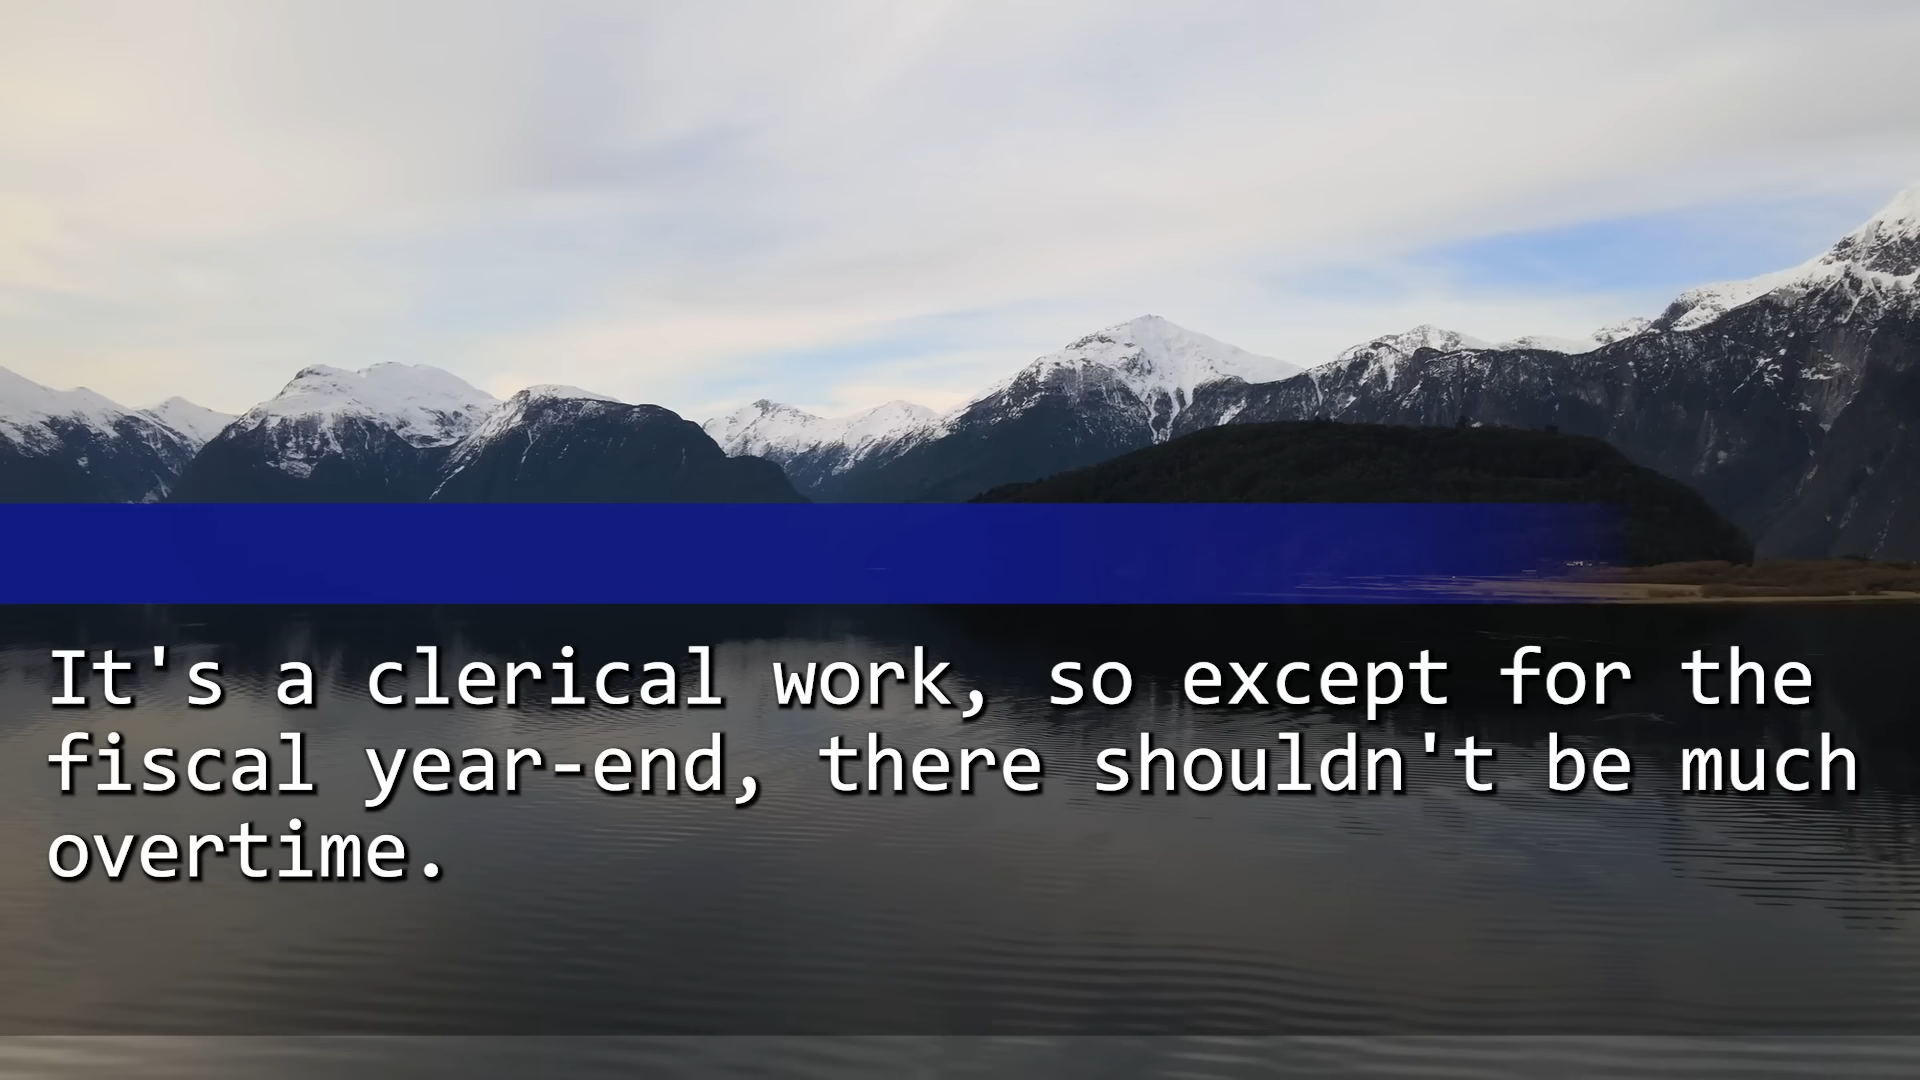 It's a clerical work, so except for the
fiscal year-end, there shouldn't be much
overtime.